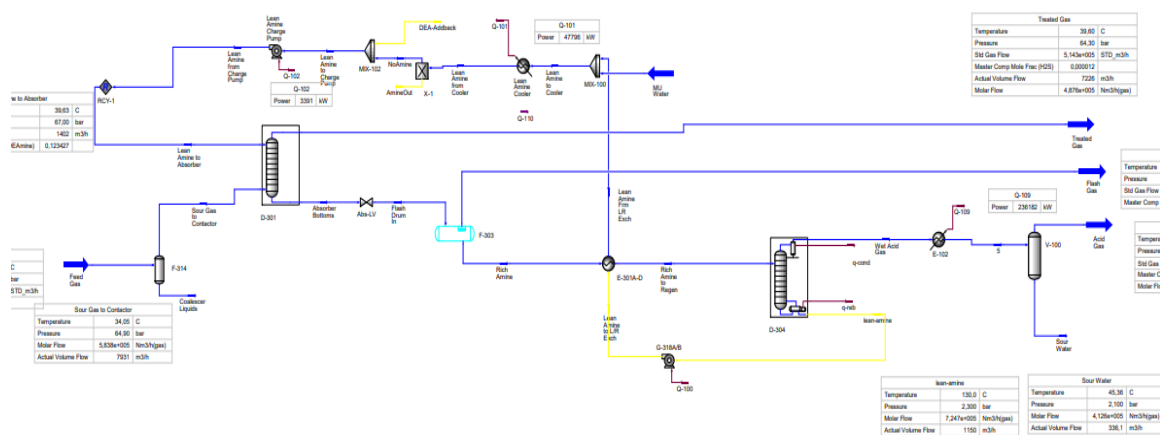 Lean
Amine
Charge
Pump
DEA-Addback
Q-101
Q-101
Power 47796 kW
Treated Gas
Temperature 39,60 C
Pressure 64,30 bar
Std Gas Flow 5,143e+005 STD_m3/h
Master Comp Mole Frac (H2S) 0,000012
Actual Volume Flow 7226 m3/h
Molar Flow 4,876e+005 Nm3/h(gas)
Lean
Amine
from Charge
Pump
Q-102
Lean
Amine
to
Charge
Pump
MIX-102
NoAmine
Lean
Amine
from
Cooler
Lean
Amine
Cooler
Lean
Amine
to
Cooler
MIX-100
MU
Water
Q-102
Power 3391 kW
AmineOut
X-1
Q-110
RCY-1
w to Absorber
39,63 C
67,00 bar
1402 m3/h
DEAmine) 0,123427
Lean
Amine to
Absorber
Treated
Gas
Sour Gas
to
Contactor
D-301
Absorber
Bottoms
Abs-LV
Flash
Drum
In
F-303
Lean
Amine
Frm
L/R
Exch
Flash
Gas
Temperature
Pressure
Std Gas Flow
Master Comp
Q-109
Power 236182 kW
Q-109
Wet Acid
Gas
E-102
5
V-100
Acid
Gas
Temperature
Pressure
Std Gas
Master C
Molar Flo
C
bar
STD_m3/h
Feed
Gas
F-314
Coalescer
Liquids
Rich
Amine
E-301A-D
Rich
Amine
to
Regen
q-cond
q-reb
D-304
lean-amine
Lean
Amine
to L/R
Exch
G-318A/B
Q-100
Sour
Water
Sour Gas to Contactor
Temperature 34,05 C
Pressure 64,90 bar
Molar Flow 5,838e+005 Nm3/h(gas)
Actual Volume Flow 7931 m3/h
lean-amine
Temperature 130,0 C
Pressure 2,300 bar
Molar Flow 7,247e+005 Nm3/h(gas)
Actual Volume Flow 1150 m3/h
Sour Water
Temperature 45,36 C
Pressure 2,100 bar
Molar Flow 4,126e+005 Nm3/h(gas)
Actual Volume Flow 336,1 m3/h